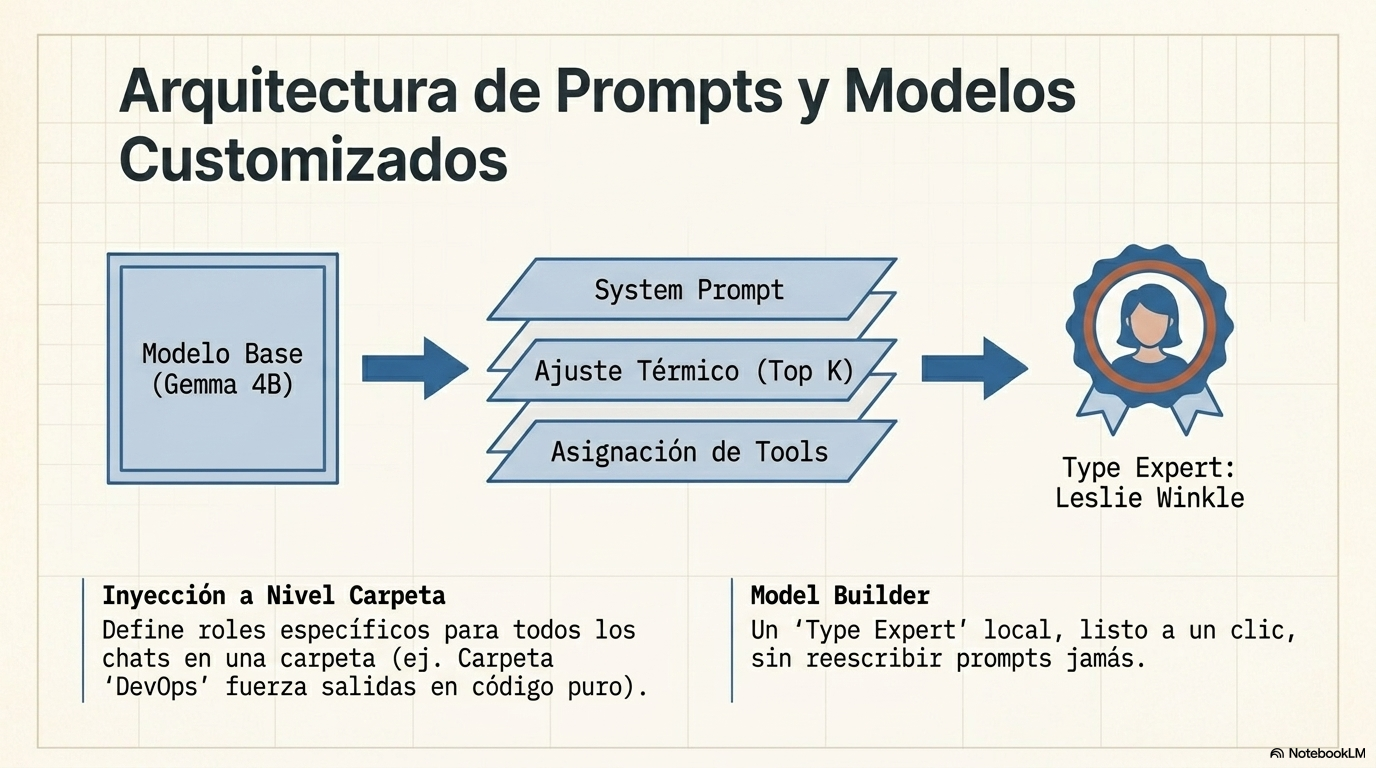 Arquitectura de Prompts y Modelos
Customizados
Modelo Base
(Gemma 4B)
System Prompt
Ajuste Térmico (Top K)
Asignación de Tools
Type Expert:
Leslie Winkle
Inyección a Nivel Carpeta
Define roles específicos para todos los
chats en una carpeta (ej. Carpeta
‘DevOps’ fuerza salidas en código puro).
Model Builder
Un ‘Type Expert’ local, listo a un clic,
sin reescribir prompts jamás.
NotebookLM